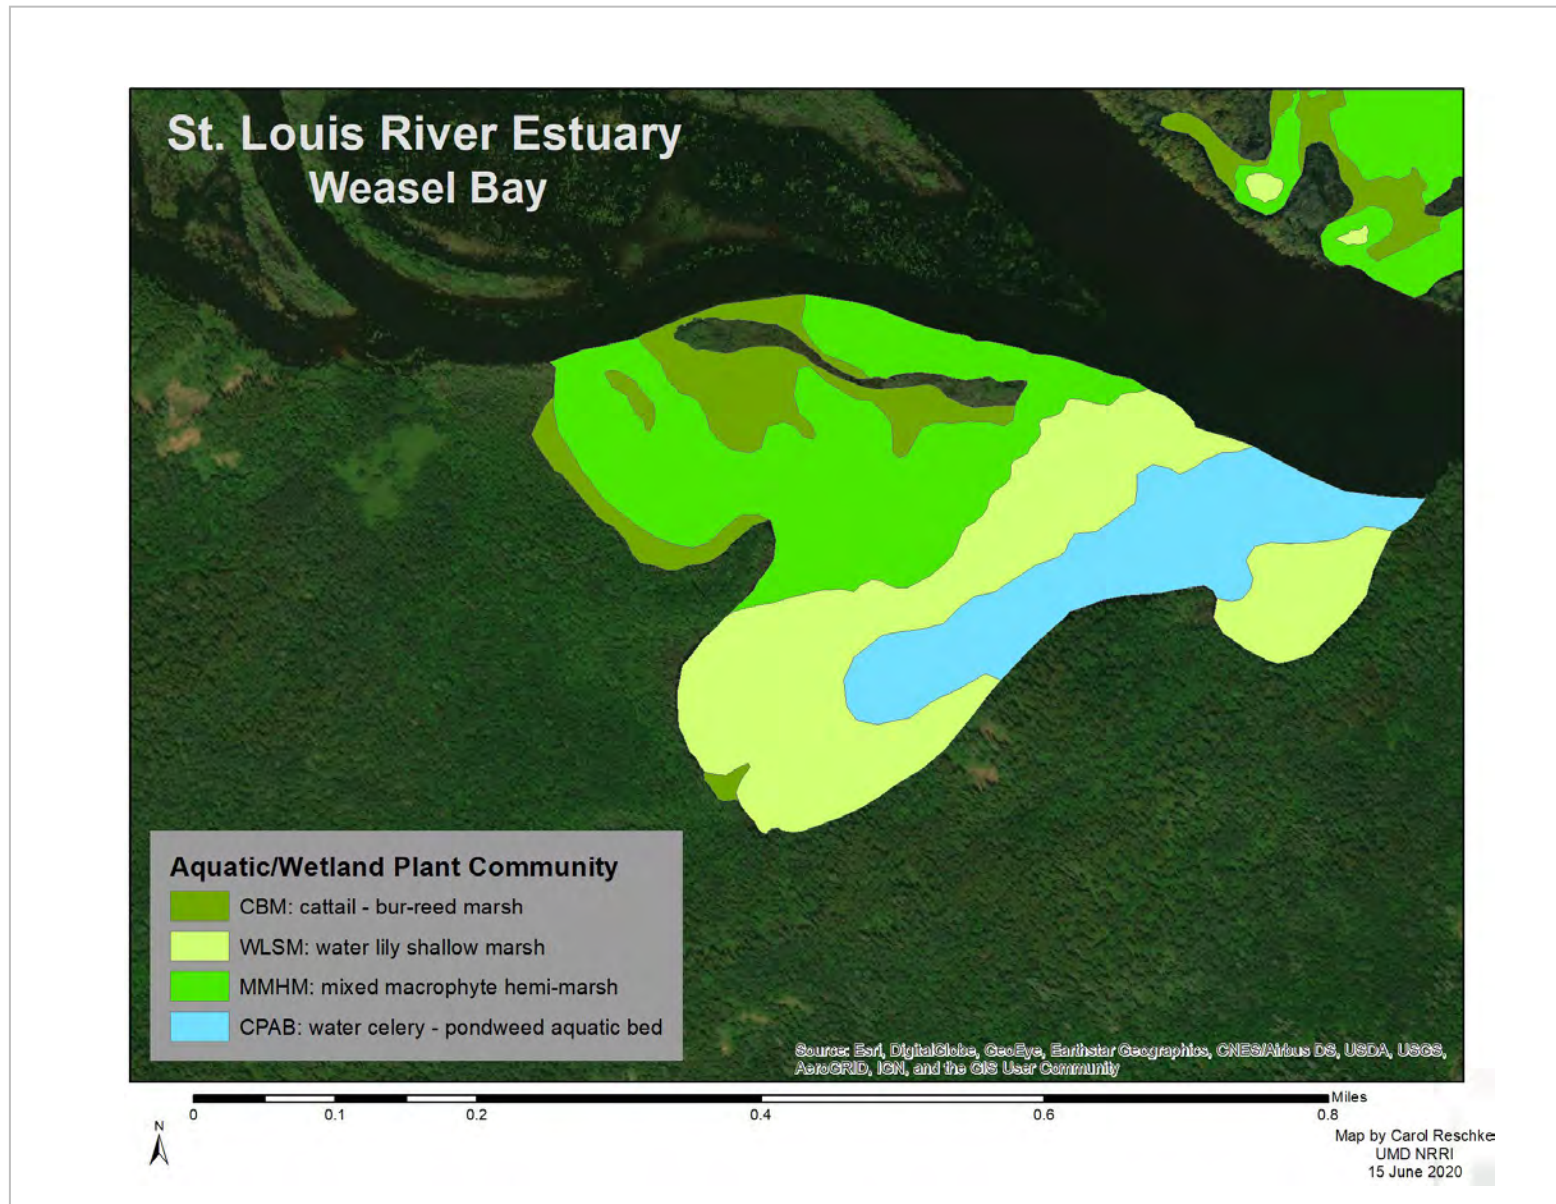 St. Louis River Estuary
Weasel Bay
Aquatic/Wetland Plant Community
CBM: cattail - bur-reed marsh
WLSM: water lily shallow marsh
MMHM: mixed macrophyte hemi-marsh
CPAB: water celery - pondweed aquatic bed
Source: Esri, DigitalGlobe, GeoEye, Earthstar Geographics, CNES/Airbus DS, USDA, USGS,
AeroGRID, IGN, and the GIS User Community
Miles
0 0.1 0.2 0.4 0.6 0.8
N
Map by Carol Reschke
UMD NRRI
15 June 2020